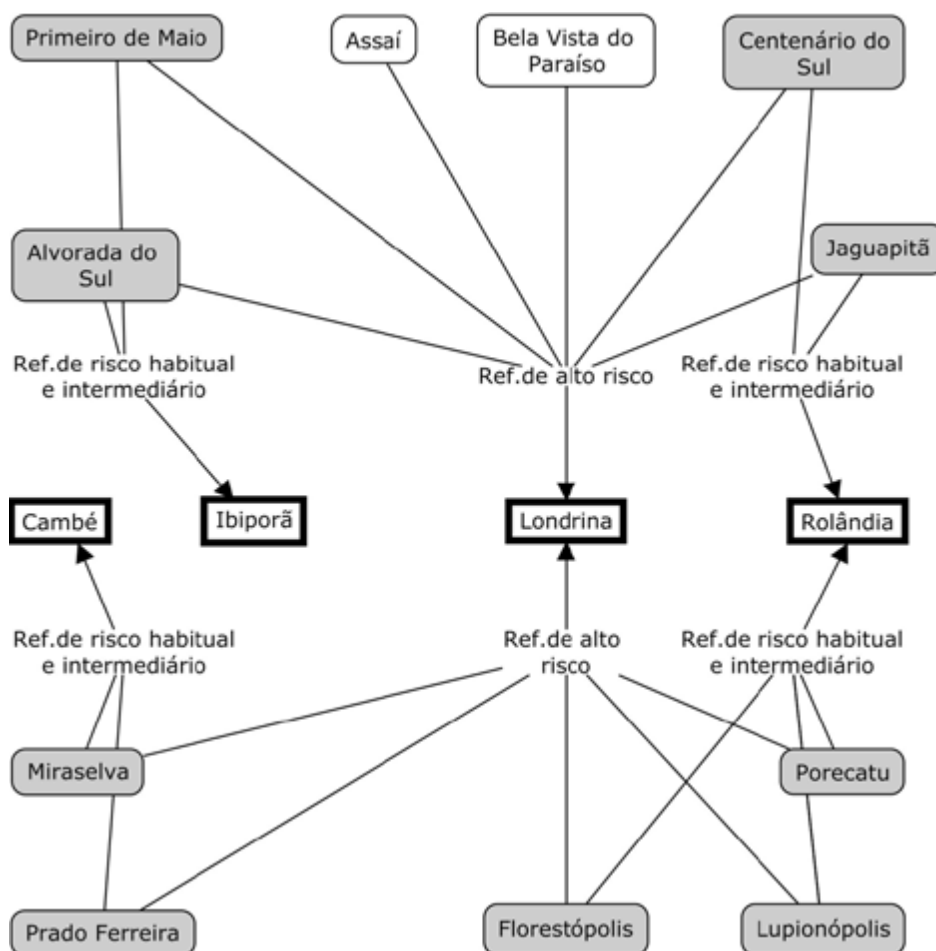 Primeiro de Maio
Assaí
Bela Vista do
Paraíso
Centenário do
Sul
Alvorada do
Sul
Jaguapitã
Ref.de risco habitual
e intermediário
Ref.de alto risco
Ref.de risco habitual
e intermediário
Cambé
Ibiporã
Londrina
Rolândia
Ref.de risco habitual
e intermediário
Ref.de alto
risco
Ref.de risco habitual
e intermediário
Miraselva
Porecatu
Prado Ferreira
Florestópolis
Lupionópolis